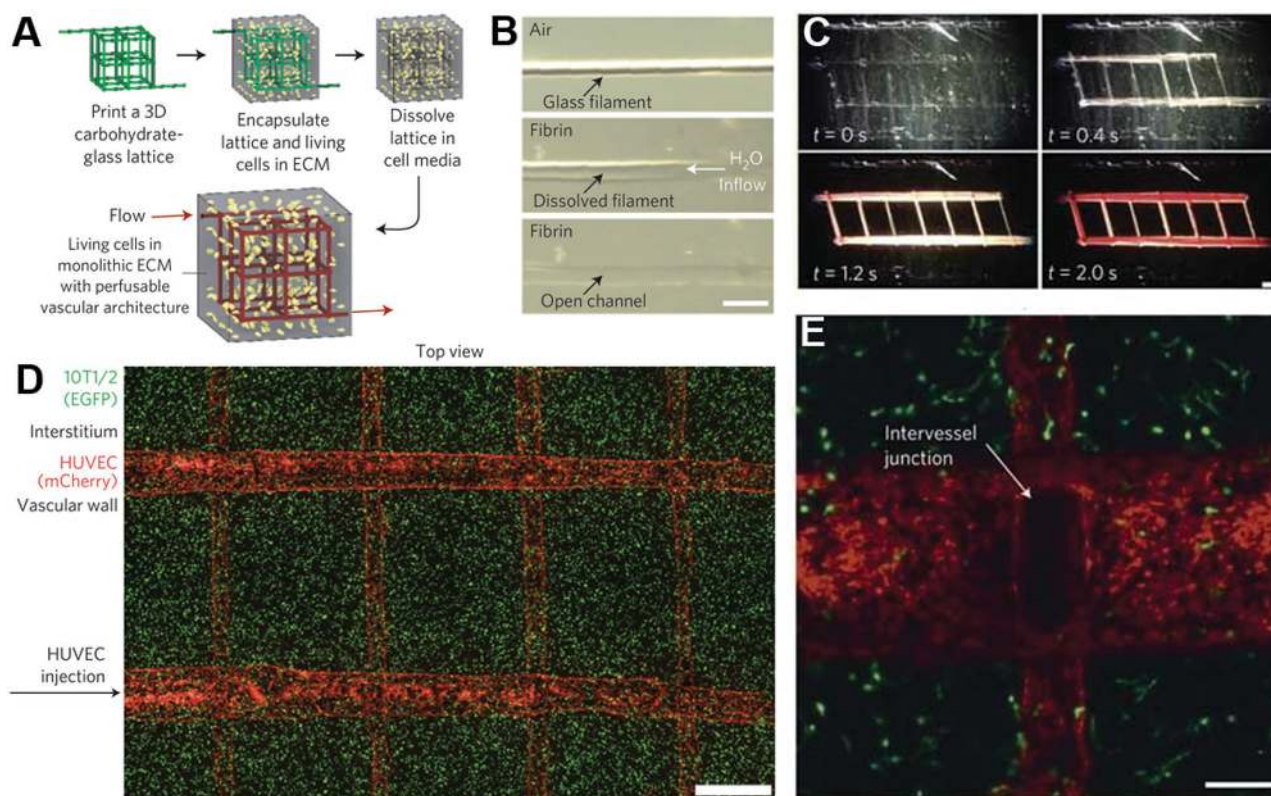 A
Print a 3D
carbohydrate-
glass lattice
Encapsulate
lattice and living
cells in ECM
Dissolve
lattice in
cell media
Flow
Living cells in
monolithic ECM
with perfusable
vascular architecture
B
Air
Glass filament
Fibrin
H2O
Inflow
Dissolved filament
Fibrin
Open channel
C
t = 0 s
t = 0.4 s
t = 1.2 s
t = 2.0 s
Top view
D
10T1/2
(EGFP)
Interstitium
HUVEC
(mCherry)
Vascular wall
HUVEC
injection
E
Intervessel
junction